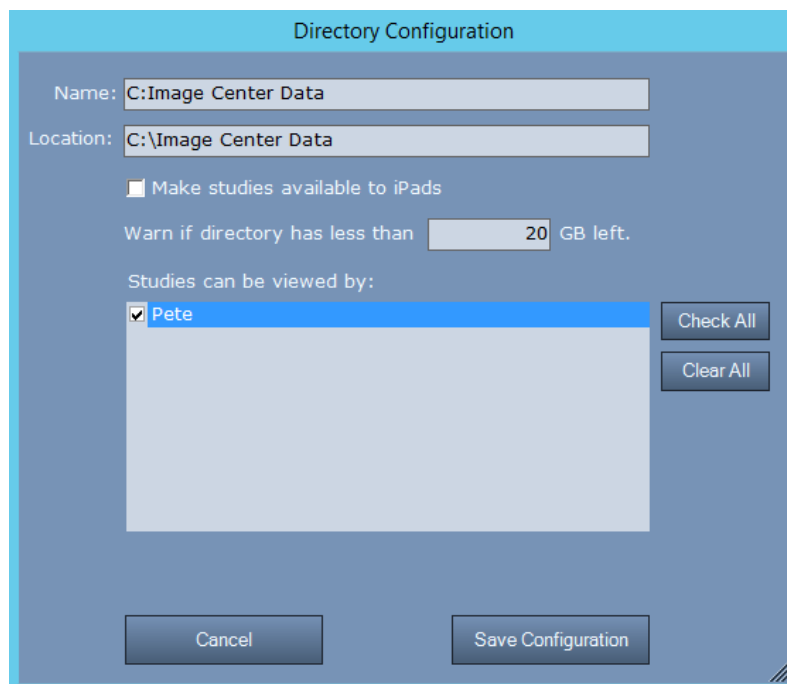 Directory Configuration
Name: C:Image Center Data
Location: C:\Image Center Data
Make studies available to iPads
Warn if directory has less than 20 GB left.
Studies can be viewed by:
Pete
Check All
Clear All
Cancel Save Configuration